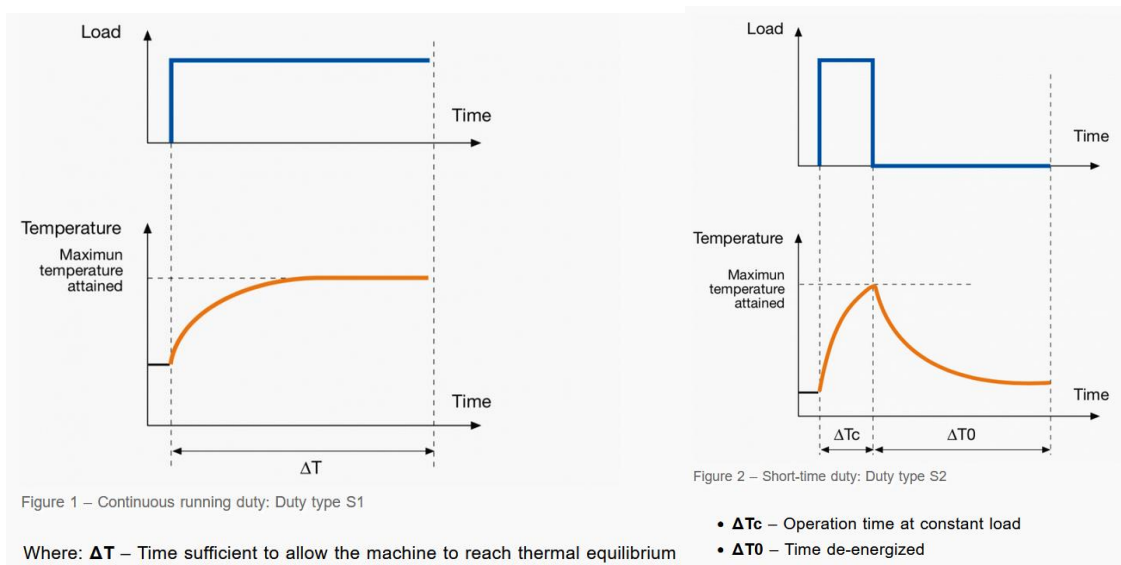 Load
Time
Temperature
Maximun
temperature
attained
Time
ΔT
Figure 1 – Continuous running duty: Duty type S1
Where: ΔT – Time sufficient to allow the machine to reach thermal equilibrium
Load
Time
Temperature
Maximun
temperature
attained
Time
ΔTc
ΔT0
Figure 2 – Short-time duty: Duty type S2
• ΔTc – Operation time at constant load
• ΔT0 – Time de-energized